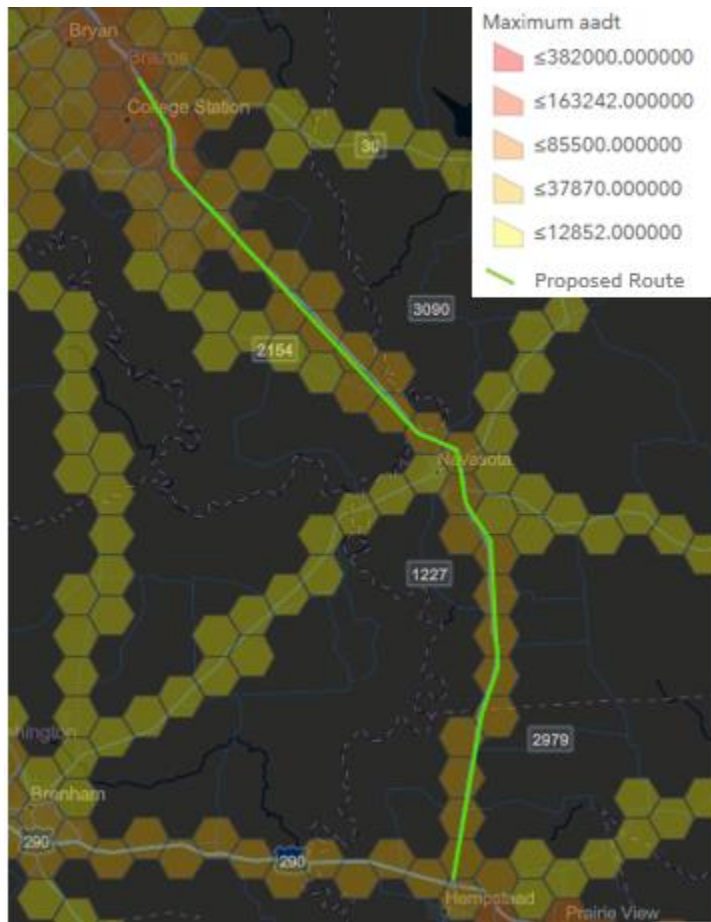 Bryan
Brazos
College Station
30
3090
2154
Navasota
1227
2979
hington
Brenham
290
290
Hempstead
Prairie View
Maximum aadt
≤382000.000000
≤163242.000000
≤85500.000000
≤37870.000000
≤12852.000000
Proposed Route